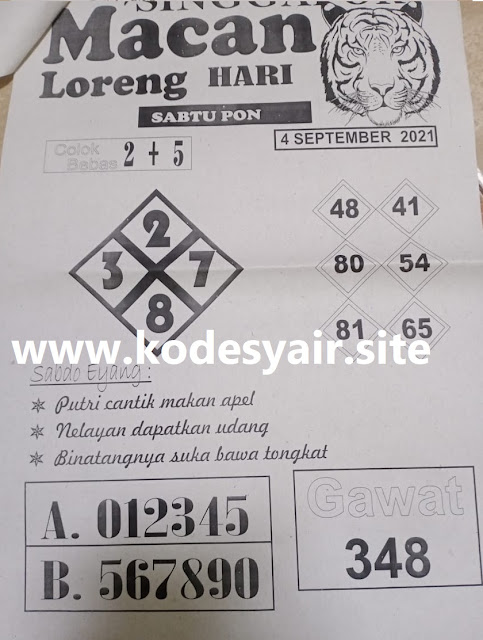 Macan
Loreng HARI
SABTU PON
4 SEPTEMBER 2021
Colok
Bebas 2 + 5
2
3 7
8
48 41
80 54
81 65
www.kodesyair.site
Sabdo Eyang :
Putri cantik makan apel
Nelayan dapatkan udang
Binatangnya suka bawa tongkat
A. 012345
B. 567890
Gawat
348